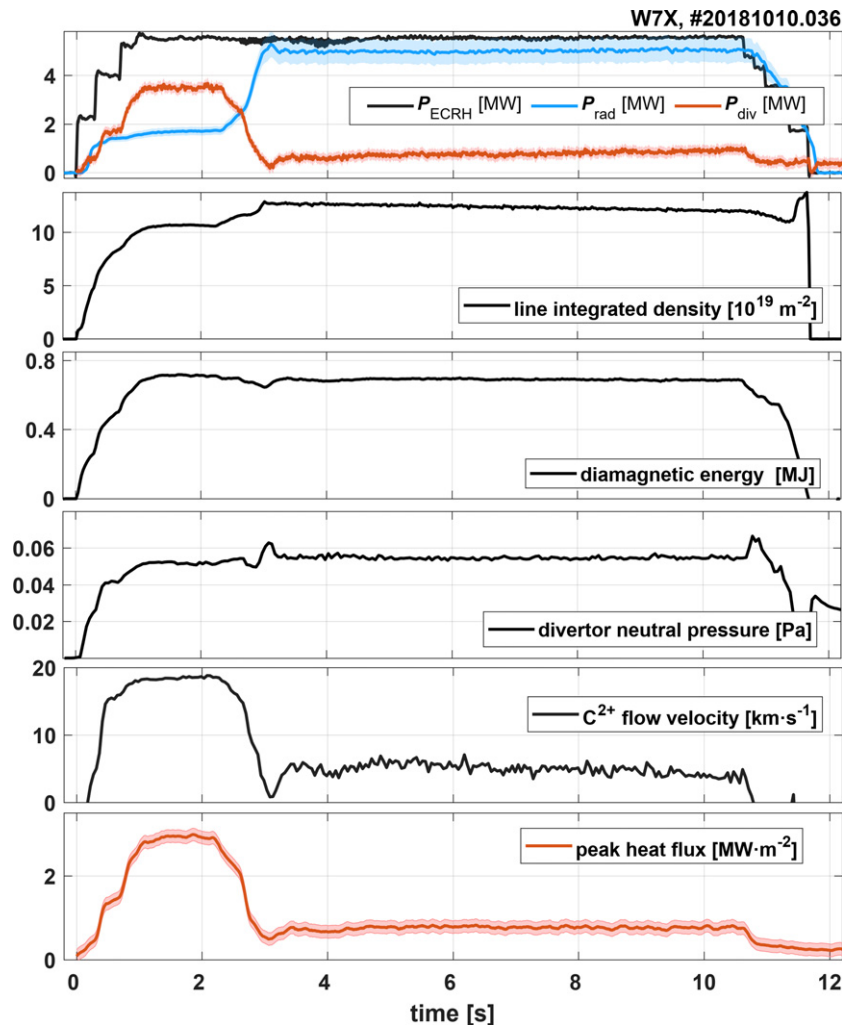 W7X, #20181010.036
P_ECRH [MW] P_rad [MW] P_div [MW]
4
2
0
line integrated density [10^19 m^-2]
10
5
0
diamagnetic energy [MJ]
0.8
0.4
0
divertor neutral pressure [Pa]
0.06
0.04
0.02
C^2+ flow velocity [km·s^-1]
20
10
0
peak heat flux [MW·m^-2]
2
0
0 2 4 6 8 10 12
time [s]